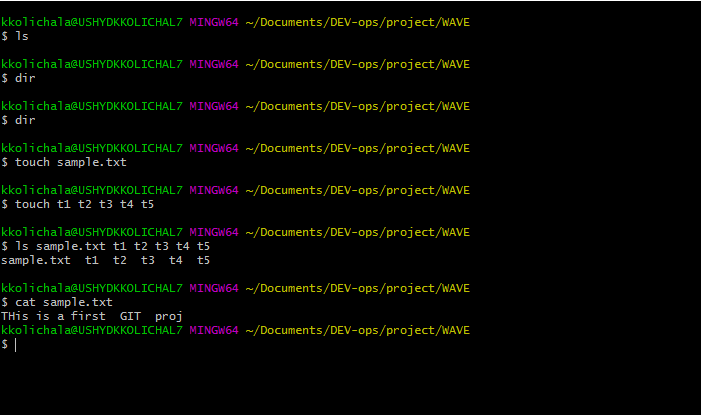 kkolichala@USHYDKKOLICHAL7 MINGW64 ~/Documents/DEV-ops/project/WAVE
$ ls
kkolichala@USHYDKKOLICHAL7 MINGW64 ~/Documents/DEV-ops/project/WAVE
$ dir
kkolichala@USHYDKKOLICHAL7 MINGW64 ~/Documents/DEV-ops/project/WAVE
$ dir
kkolichala@USHYDKKOLICHAL7 MINGW64 ~/Documents/DEV-ops/project/WAVE
$ touch sample.txt
kkolichala@USHYDKKOLICHAL7 MINGW64 ~/Documents/DEV-ops/project/WAVE
$ touch t1 t2 t3 t4 t5
kkolichala@USHYDKKOLICHAL7 MINGW64 ~/Documents/DEV-ops/project/WAVE
$ ls sample.txt t1 t2 t3 t4 t5
sample.txt  t1  t2  t3  t4  t5
kkolichala@USHYDKKOLICHAL7 MINGW64 ~/Documents/DEV-ops/project/WAVE
$ cat sample.txt
THis is a first  GIT  proj
kkolichala@USHYDKKOLICHAL7 MINGW64 ~/Documents/DEV-ops/project/WAVE
$